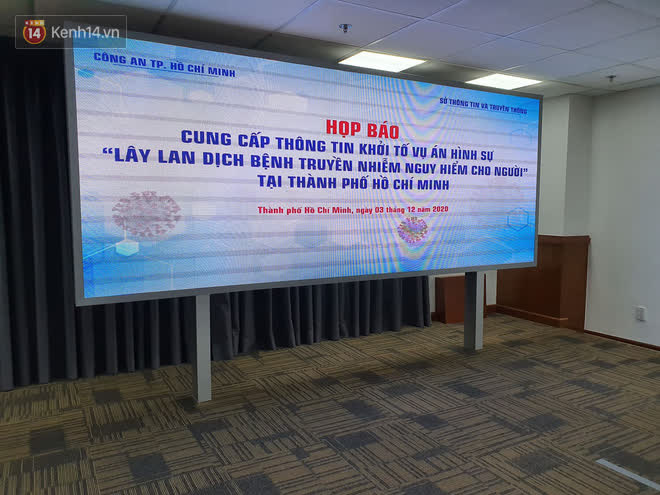 14 Kenh14.vn
CÔNG AN TP. HỒ CHÍ MINH
SỞ THÔNG TIN VÀ TRUYỀN THÔNG
HỌP BÁO
CUNG CẤP THÔNG TIN KHỞI TỐ VỤ ÁN HÌNH SỰ
“LÂY LAN DỊCH BỆNH TRUYỀN NHIỄM NGUY HIỂM CHO NGƯỜI”
TẠI THÀNH PHỐ HỒ CHÍ MINH
Thành phố Hồ Chí Minh, ngày 03 tháng 12 năm 2020